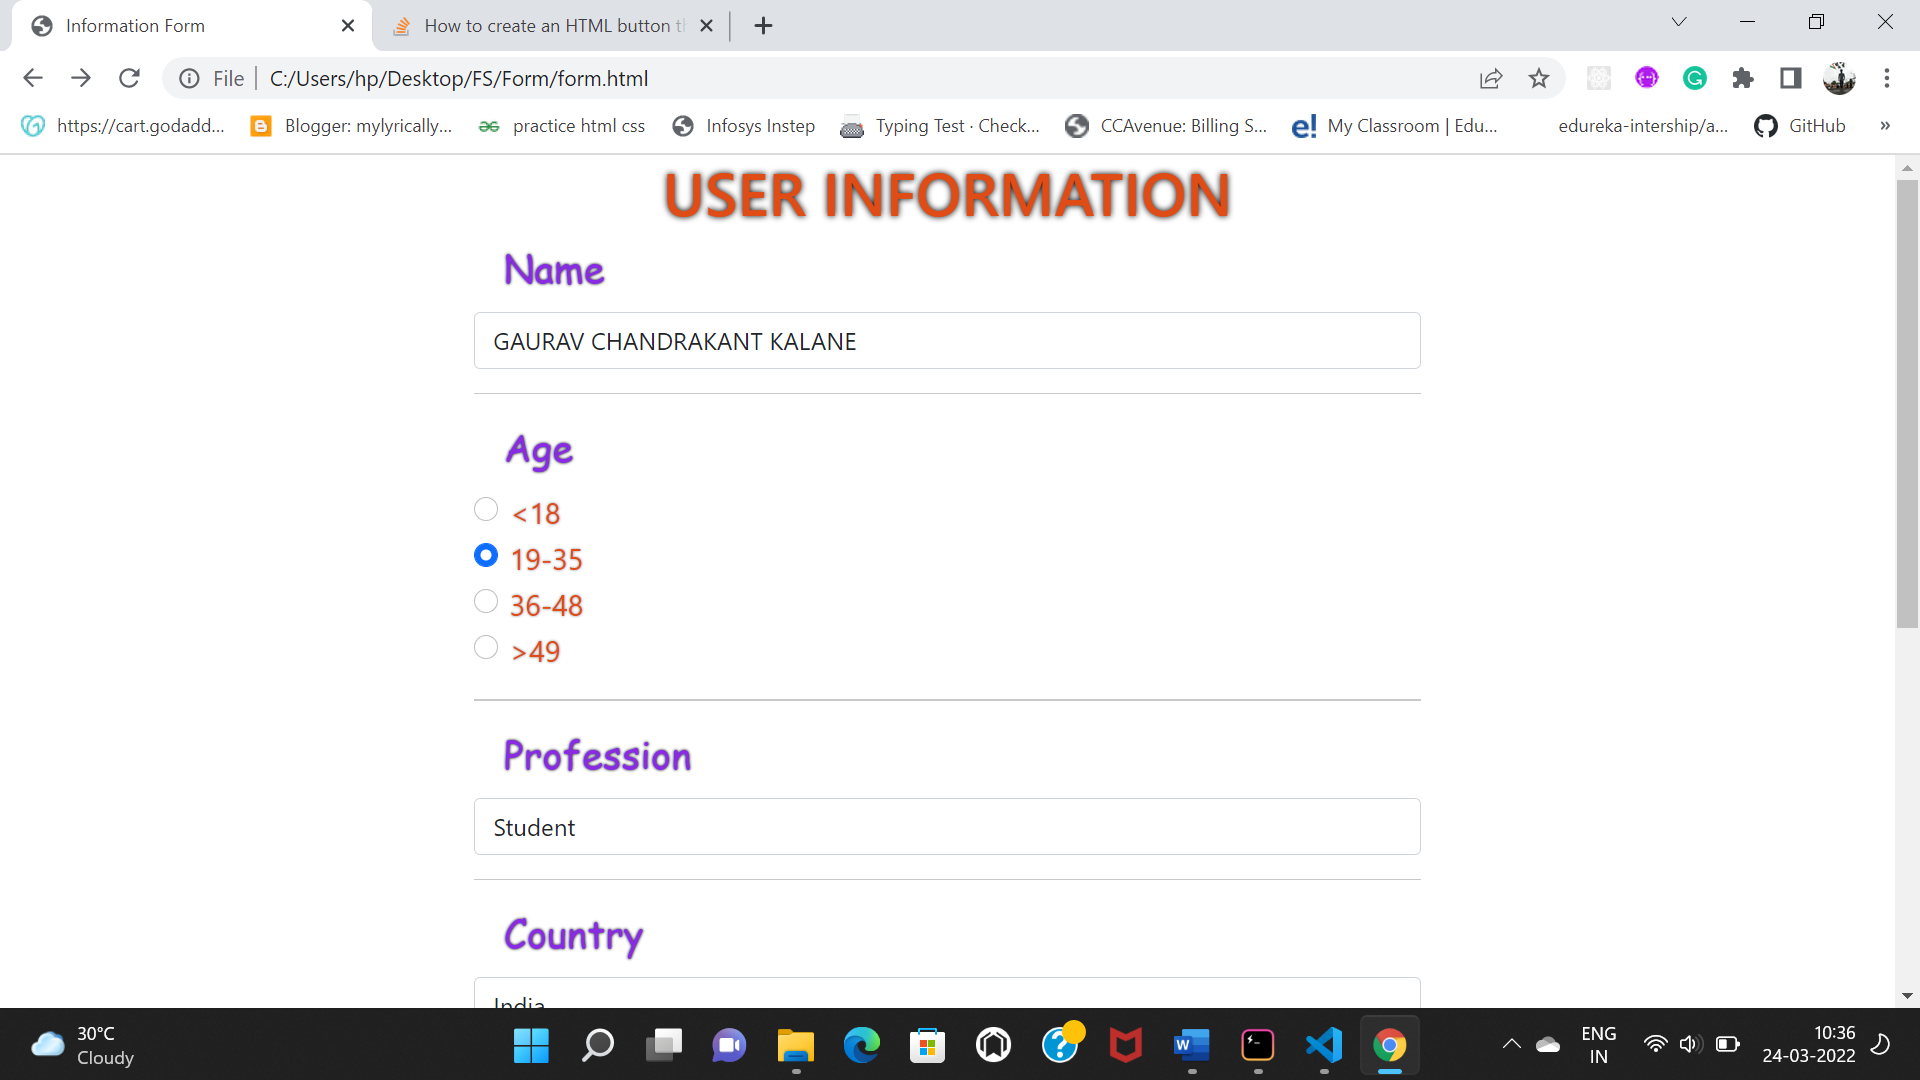 Information Form
How to create an HTML button t
File
C:/Users/hp/Desktop/FS/Form/form.html
https://cart.godadd...
Blogger: mylyrically...
practice html css
Infosys Instep
Typing Test · Check...
CCAvenue: Billing S...
e! My Classroom | Edu...
edureka-intership/a...
GitHub
»
USER INFORMATION
Name
GAURAV CHANDRAKANT KALANE
Age
<18
19-35
36-48
>49
Profession
Student
Country
India
30°C
Cloudy
ENG
IN
10:36
24-03-2022